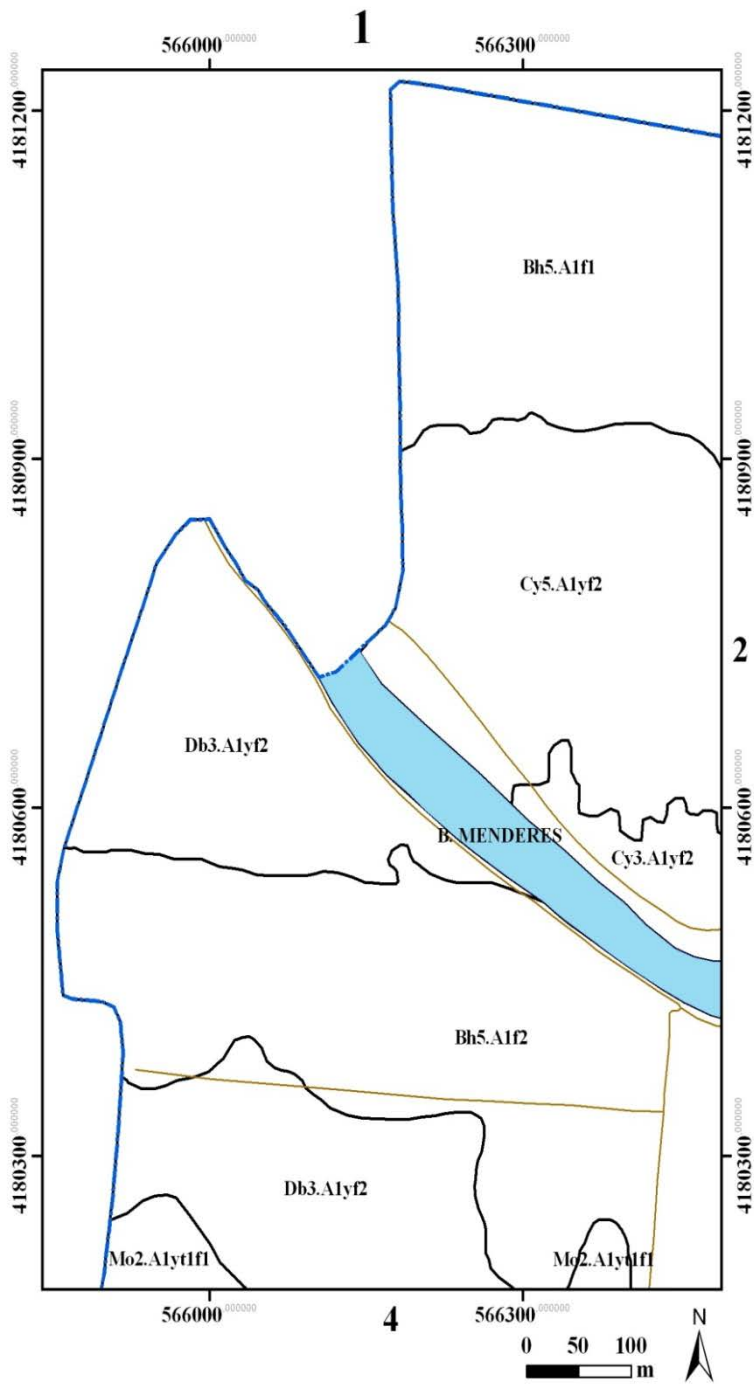 1
566000.000000 566300.000000
4181200.000000 4181200.000000
Bh5.A1f1
4180900.000000 4180900.000000
Cy5.A1yf2
2
Db3.A1yf2
4180600.000000 4180600.000000
B. MENDERES
Cy3.A1yf2
Bh5.A1f2
4180300.000000 4180300.000000
Db3.A1yf2
Mo2.A1yt1f1 Mo2.A1yt1f1
566000.000000 566300.000000
4
N
0 50 100
m